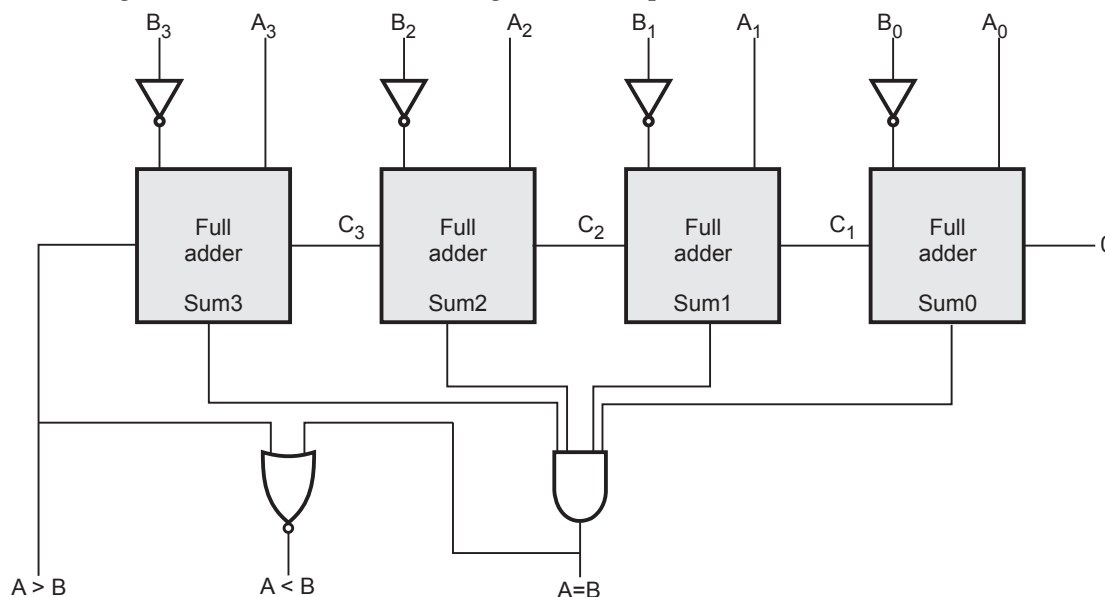 B3 A3 B2 A2 B1 A1 B0 A0
Full adder
C3
Full adder
C2
Full adder
C1
Full adder
Sum3
Sum2
Sum1
Sum0
A > B
A < B
A=B